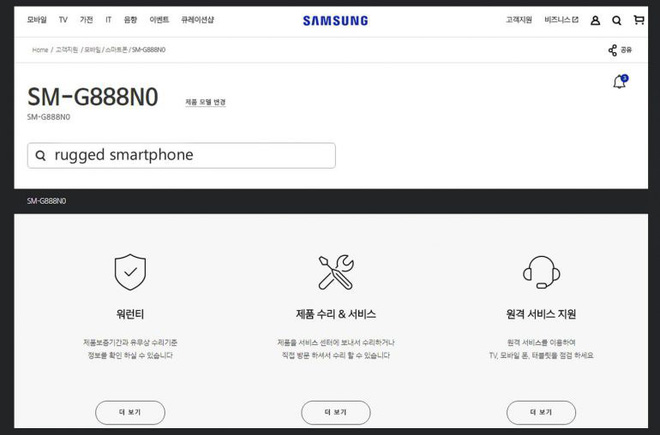 모바일 TV 가전 IT 음향 이벤트 큐레이션샵 SAMSUNG 고객지원 비즈니스
Home / 고객지원 / 모바일 / 스마트폰 / SM-G888N0 공유
3
SM-G888N0 제품 모델 변경
SM-G888N0
rugged smartphone
SM-G888N0
워런티 제품 수리 & 서비스 원격 서비스 지원
제품보증기간과 유무상 수리기준 제품을 서비스 센터에 보내서 수리하거나 원격 서비스를 이용하여
정보를 확인 하실 수 있습니다 직접 방문 하셔서 수리 할 수 있습니다 TV, 모바일 폰, 태블릿을 점검 하세요
더 보기 더 보기 더 보기